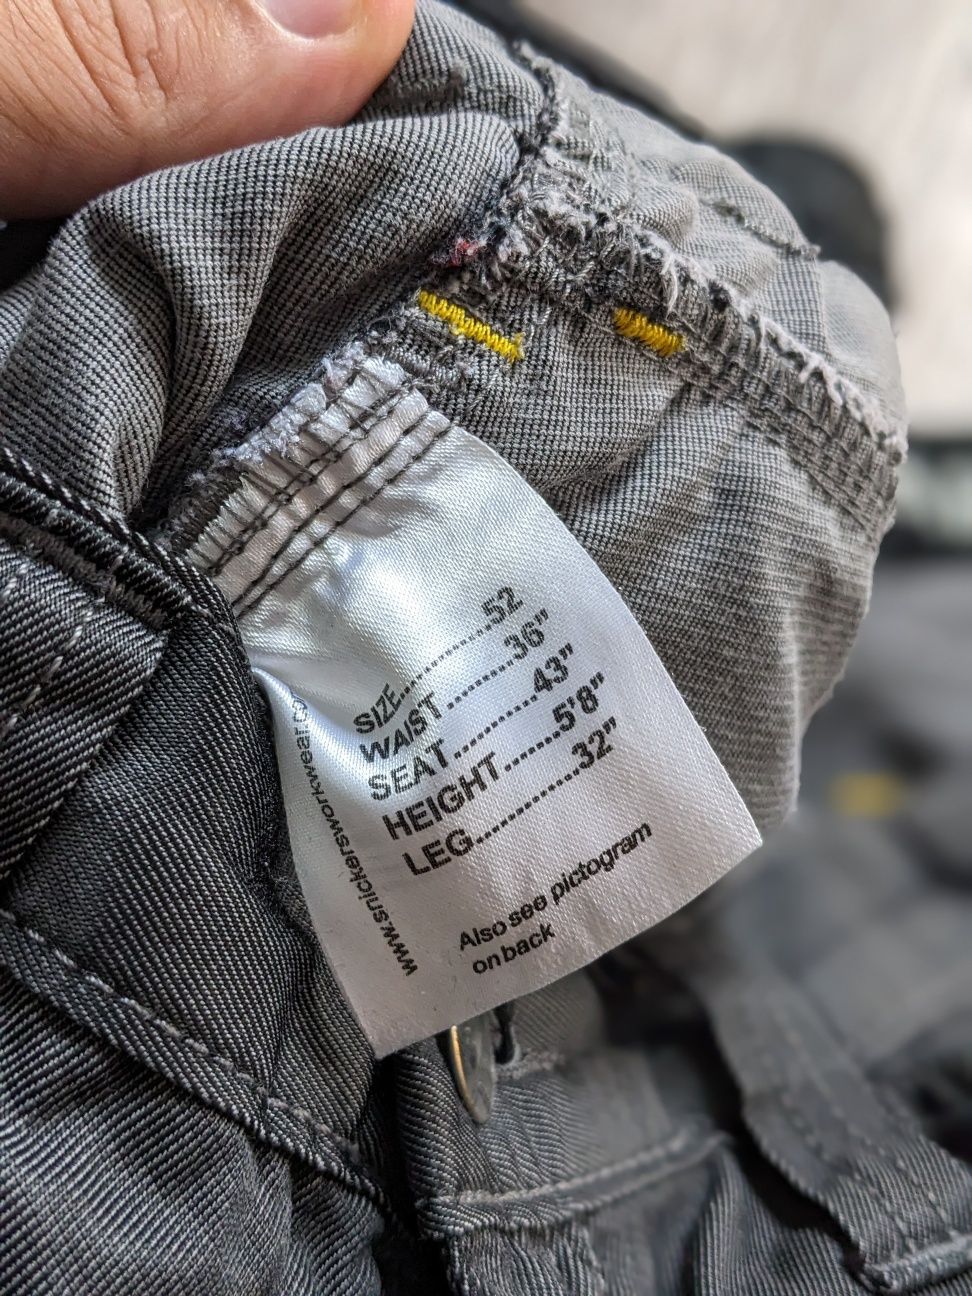 SIZE..................52
WAIST..........36"
SEAT............43"
HEIGHT.......5'8"
LEG..............32"
Also see pictogram
on back
www.snickersworkwear.co